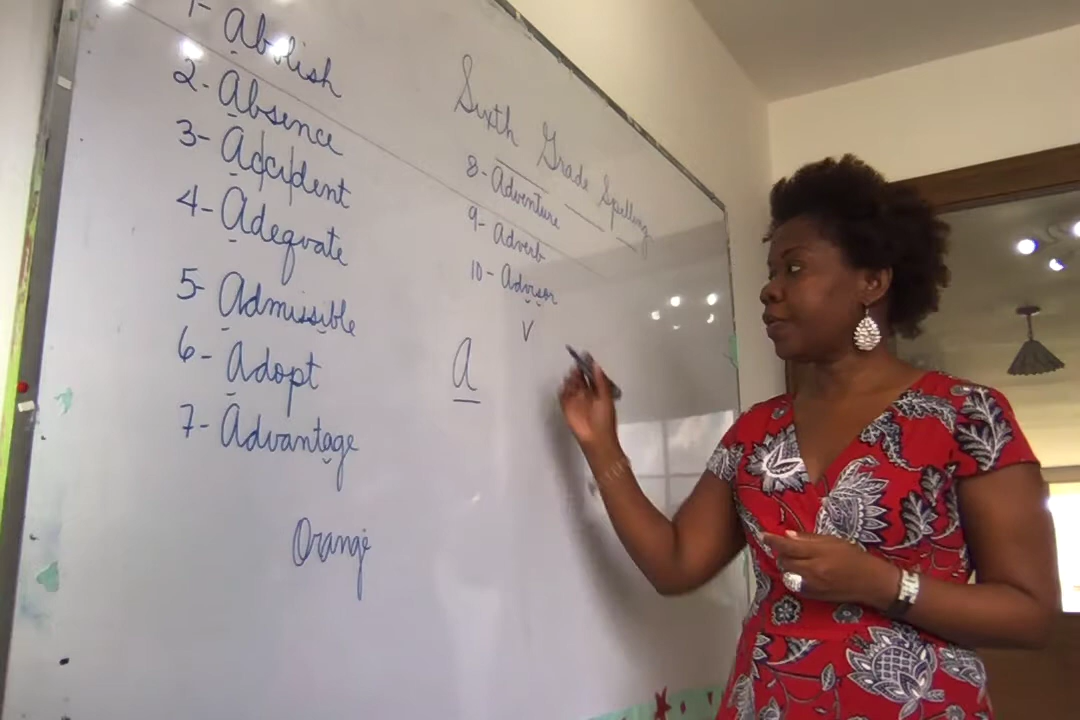 1- Abolish
2- Absence
3- Accident
4- Adequate
5- Admissible
6- Adopt
7- Advantage
Orange
Sixth Grade Spelling
8- Adventure
9- Adverb
10- Advisor
V
a